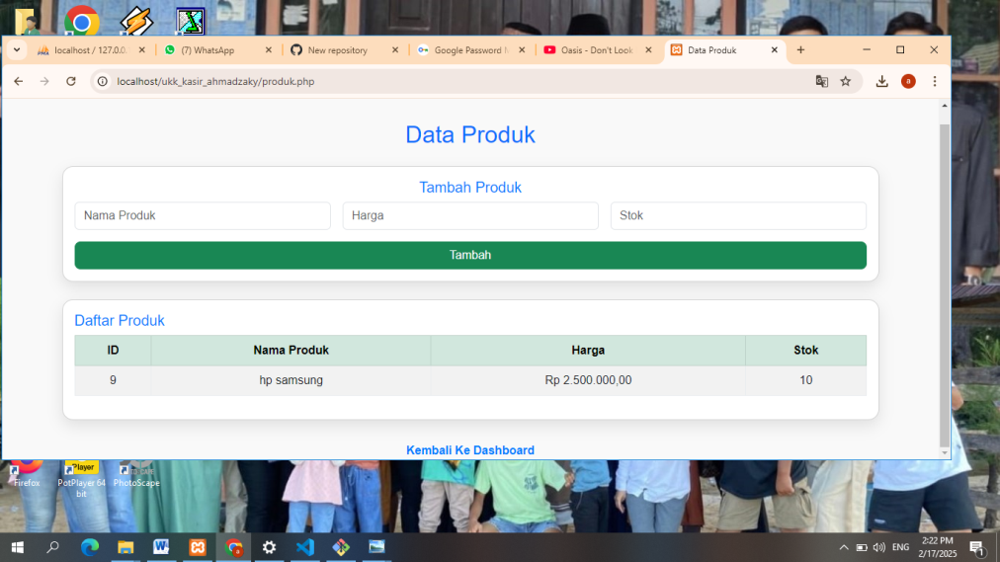 localhost / 127.0.0.
(7) WhatsApp
New repository
Google Password M
Oasis - Don't Look
Data Produk
localhost/ukk_kasir_ahmadzaky/produk.php
a
Data Produk
Tambah Produk
Nama Produk
Harga
Stok
Tambah
Daftar Produk
ID
Nama Produk
Harga
Stok
9
hp samsung
Rp 2.500.000,00
10
Kembali Ke Dashboard
Firefox
Player
PotPlayer 64
bit
PhotoScape
ENG
2:22 PM
2/17/2025
1